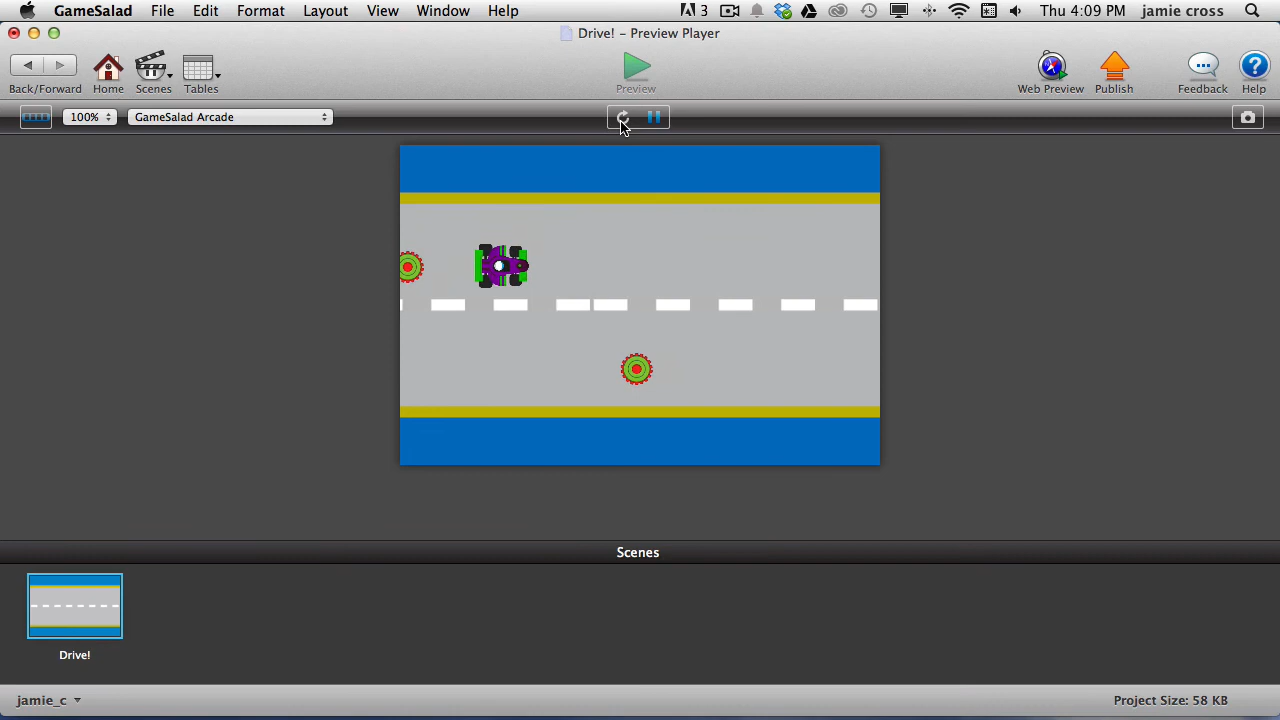 GameSalad File Edit Format Layout View Window Help 3 Thu 4:09 PM jamie cross
Drive! – Preview Player
Back/Forward Home Scenes Tables Preview Web Preview Publish Feedback Help
100% GameSalad Arcade
Scenes
Drive!
jamie_c Project Size: 58 KB